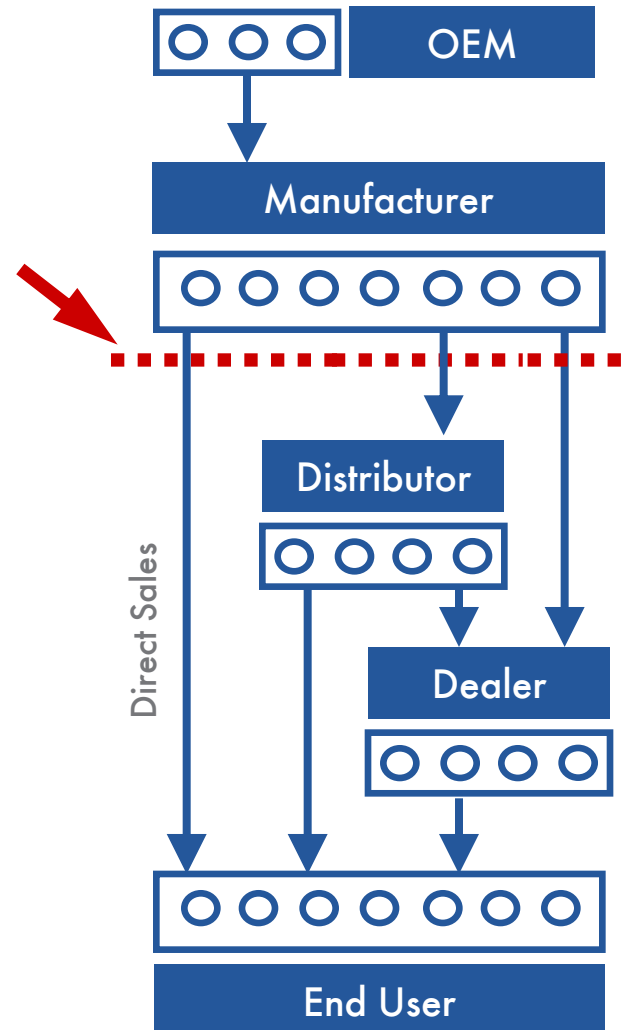 OEM
Manufacturer
Distributor
Direct Sales
Dealer
End User